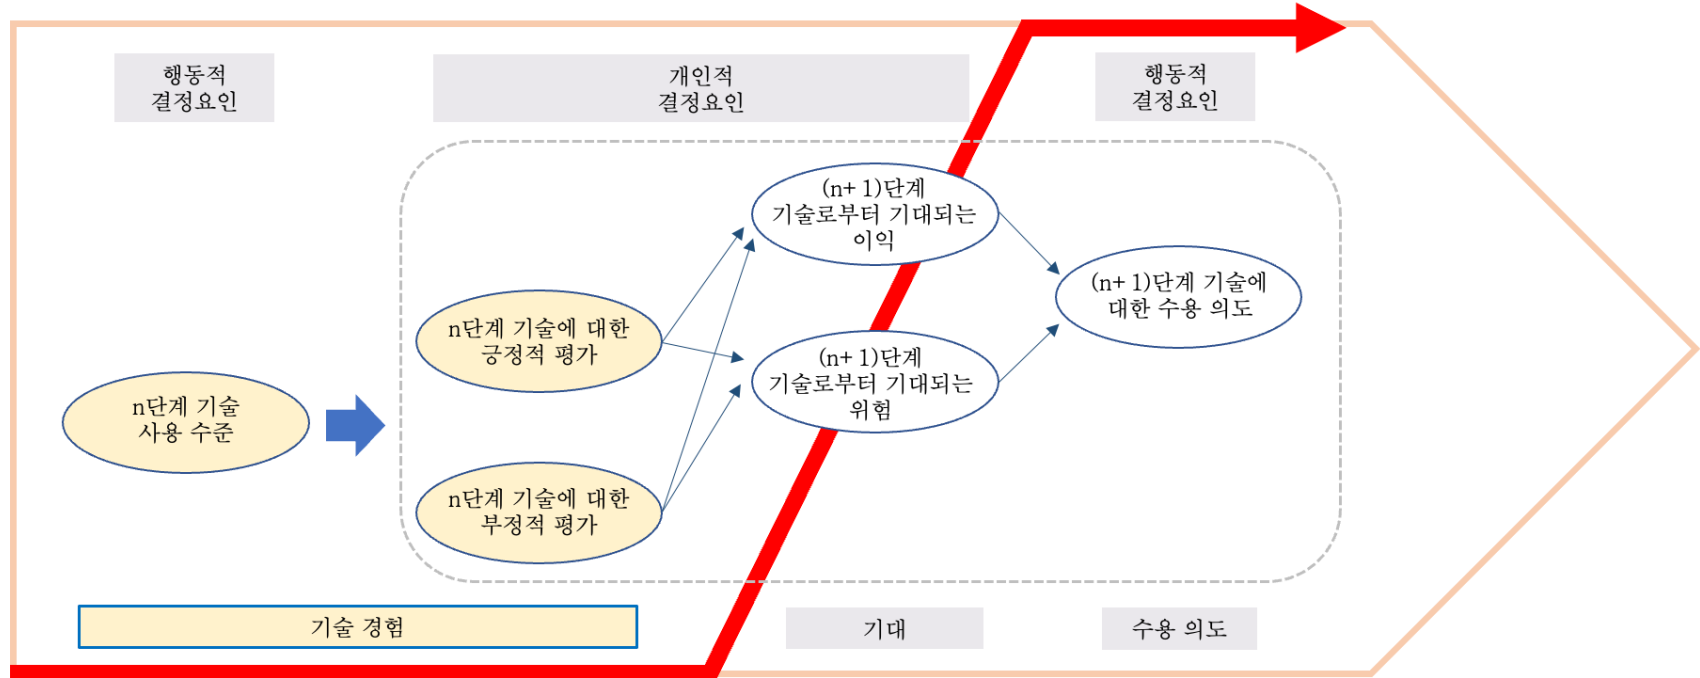 행동적
결정요인
개인적
결정요인
행동적
결정요인
(n+ 1)단계
기술로부터 기대되는
이익
(n+ 1)단계 기술에
대한 수용 의도
n단계 기술에 대한
긍정적 평가
(n+ 1)단계
기술로부터 기대되는
위험
n단계 기술
사용 수준
n단계 기술에 대한
부정적 평가
기술 경험
기대
수용 의도